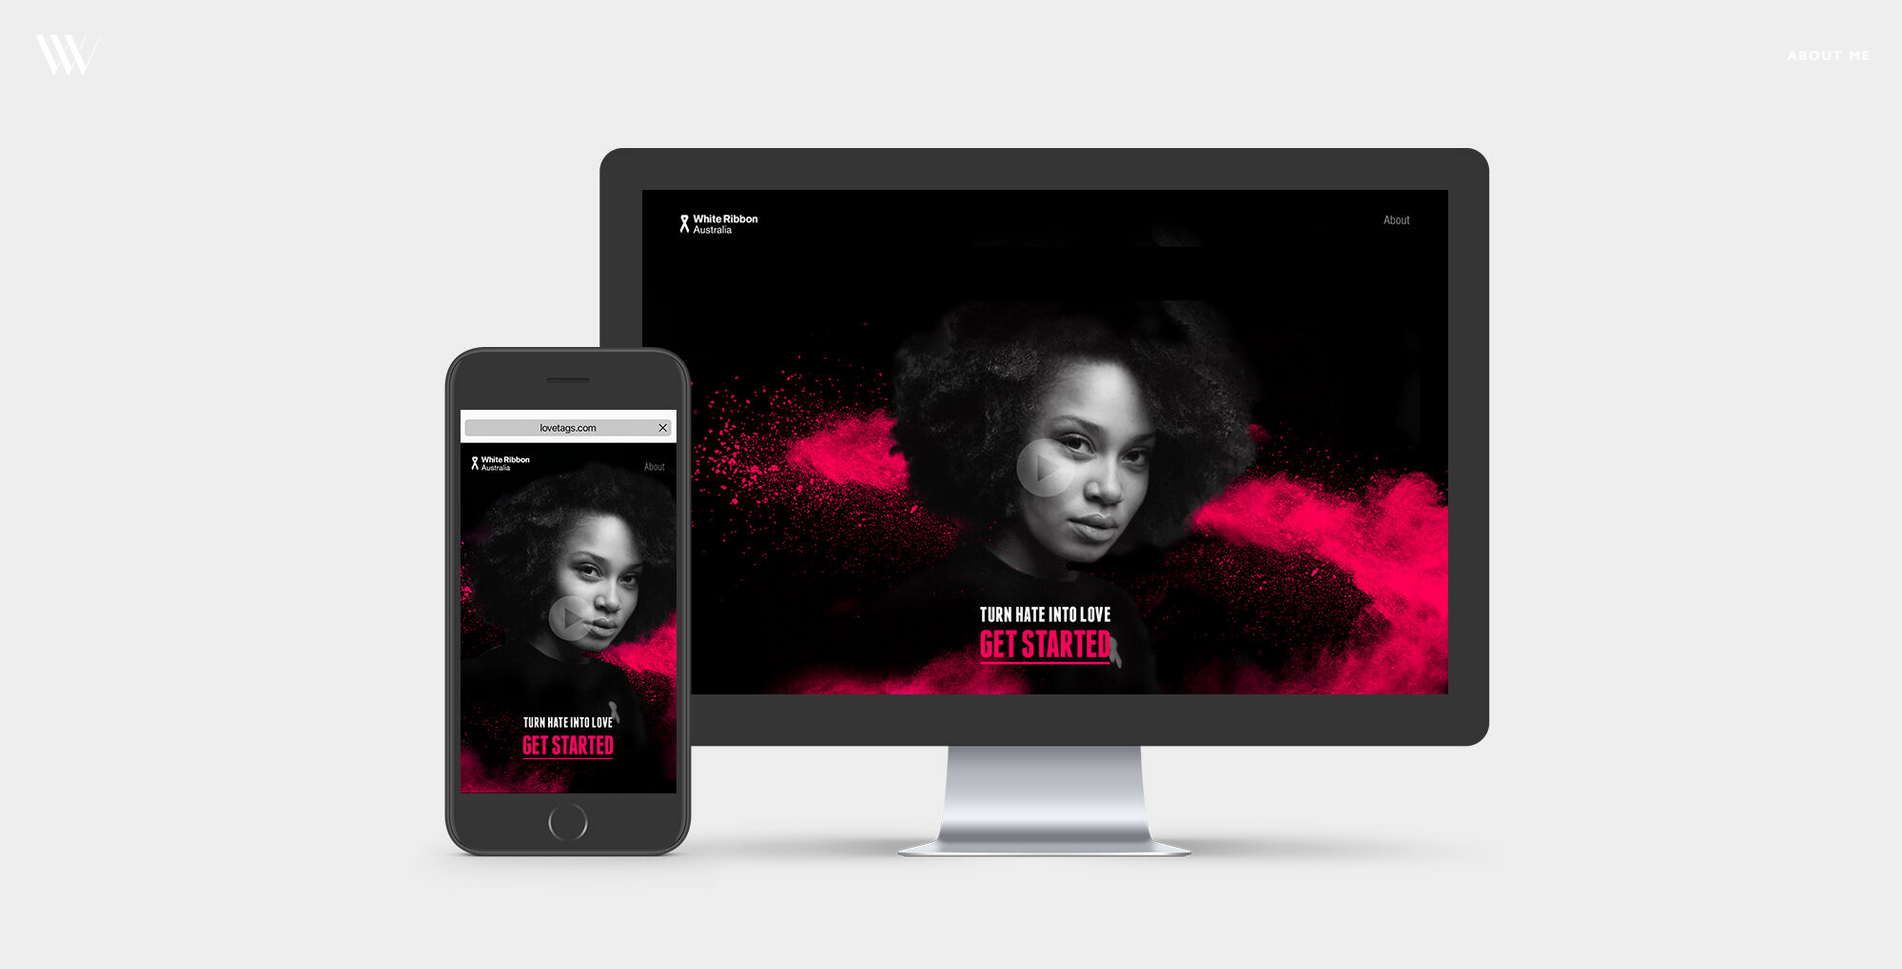 W
ABOUT ME
White Ribbon
Australia
About
TURN HATE INTO LOVE
GET STARTED
lovetags.com
White Ribbon
Australia
About
TURN HATE INTO LOVE
GET STARTED